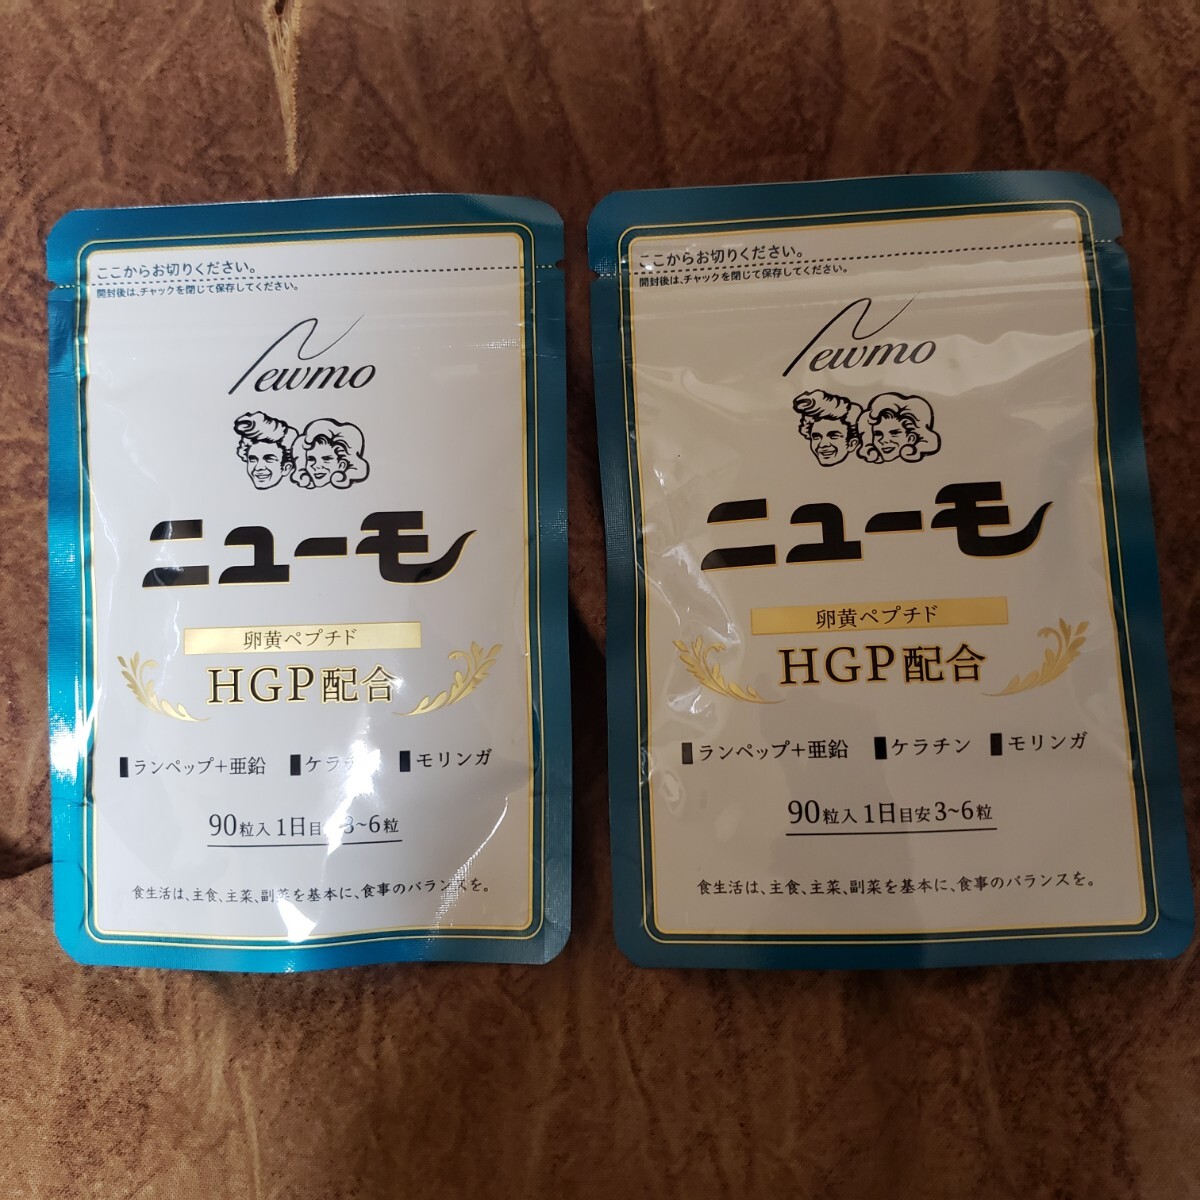 ここからお切りください。
開封後は、チャックを閉じて保存してください。
Newmo
ニューモ
卵黄ペプチド
HGP配合
ランペップ+亜鉛 ケラチン モリンガ
90粒入 1日目安3~6粒
食生活は、主食、主菜、副菜を基本に、食事のバランスを。
ここからお切りください。
開封後は、チャックを閉じて保存してください。
Newmo
ニューモ
卵黄ペプチド
HGP配合
ランペップ+亜鉛 ケラチン モリンガ
90粒入 1日目安3~6粒
食生活は、主食、主菜、副菜を基本に、食事のバランスを。